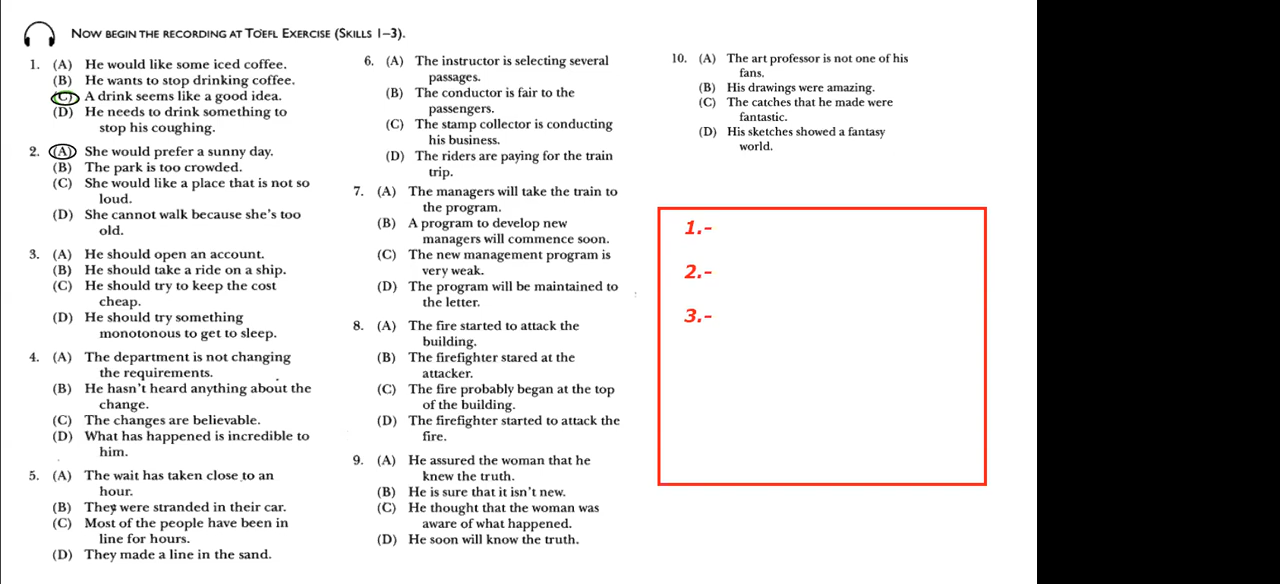 NOW BEGIN THE RECORDING AT TOEFL EXERCISE (SKILLS 1–3).
1. (A) He would like some iced coffee.
(B) He wants to stop drinking coffee.
(C) A drink seems like a good idea.
(D) He needs to drink something to
stop his coughing.
2. (A) She would prefer a sunny day.
(B) The park is too crowded.
(C) She would like a place that is not so
loud.
(D) She cannot walk because she's too
old.
3. (A) He should open an account.
(B) He should take a ride on a ship.
(C) He should try to keep the cost
cheap.
(D) He should try something
monotonous to get to sleep.
4. (A) The department is not changing
the requirements.
(B) He hasn't heard anything about the
change.
(C) The changes are believable.
(D) What has happened is incredible to
him.
5. (A) The wait has taken close to an
hour.
(B) They were stranded in their car.
(C) Most of the people have been in
line for hours.
(D) They made a line in the sand.
6. (A) The instructor is selecting several
passages.
(B) The conductor is fair to the
passengers.
(C) The stamp collector is conducting
his business.
(D) The riders are paying for the train
trip.
7. (A) The managers will take the train to
the program.
(B) A program to develop new
managers will commence soon.
(C) The new management program is
very weak.
(D) The program will be maintained to
the letter.
8. (A) The fire started to attack the
building.
(B) The firefighter stared at the
attacker.
(C) The fire probably began at the top
of the building.
(D) The firefighter started to attack the
fire.
9. (A) He assured the woman that he
knew the truth.
(B) He is sure that it isn't new.
(C) He thought that the woman was
aware of what happened.
(D) He soon will know the truth.
10. (A) The art professor is not one of his
fans.
(B) His drawings were amazing.
(C) The catches that he made were
fantastic.
(D) His sketches showed a fantasy
world.
1.-
2.-
3.-